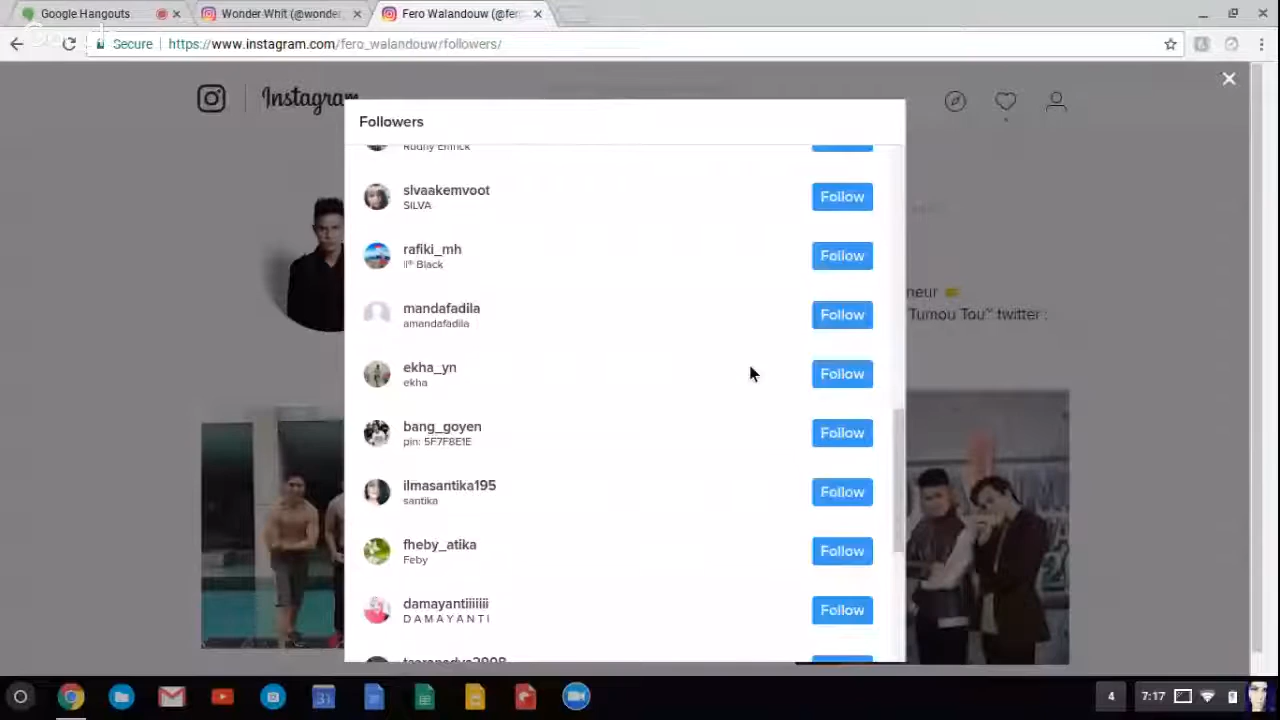 Google Hangouts
Wonder Whit (@wonder
Fero Walandouw (@fer
Secure
https://www.instagram.com/fero_walandouw/followers/
Instagram
Followers
slvaakemvoot
SILVA
Follow
rafiki_mh
Black
Follow
mandafadila
amandafadila
Follow
ekha_yn
ekha
Follow
bang_goyen
pin: 5F7F8E1E
Follow
ilmasantika195
santika
Follow
fheby_atika
Feby
Follow
damayantiiiiiii
D A M A Y A N T I
Follow
neur
"Tumou Tou" twitter :
31
4
7:17